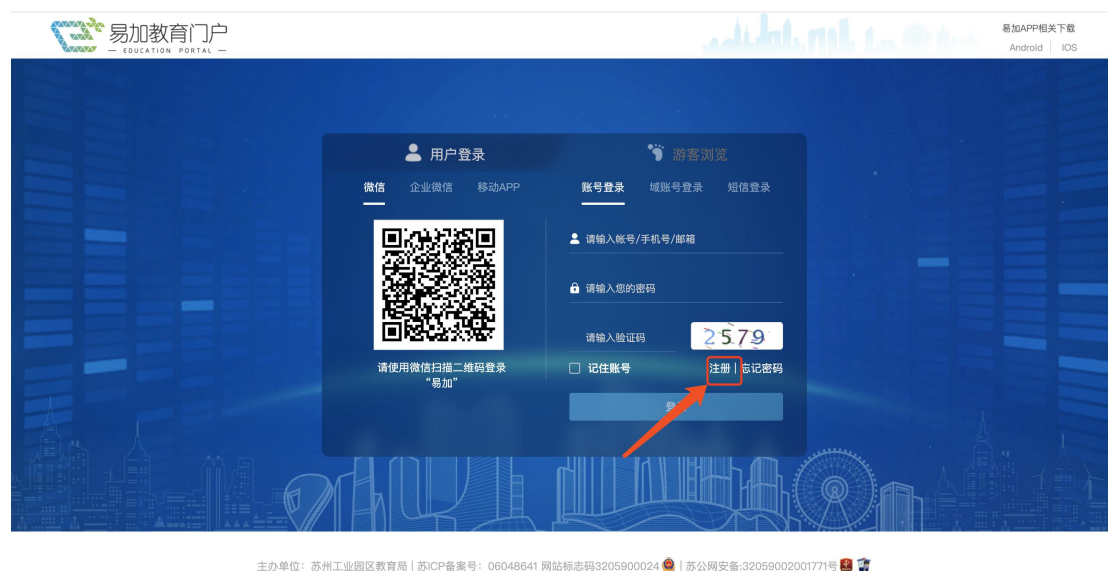 易加教育门户
— EDUCATION PORTAL —
易加APP相关下载
Android | IOS
用户登录
游客浏览
微信 企业微信 移动APP
账号登录 域账号登录 短信登录
请输入帐号/手机号/邮箱
请输入您的密码
请输入验证码
2579
请使用微信扫描二维码登录
“易加”
记住账号
注册 | 忘记密码
登
主办单位：苏州工业园区教育局 | 苏ICP备案号：06048641 网站标志码3205900024 | 苏公网安备:32059002001771号